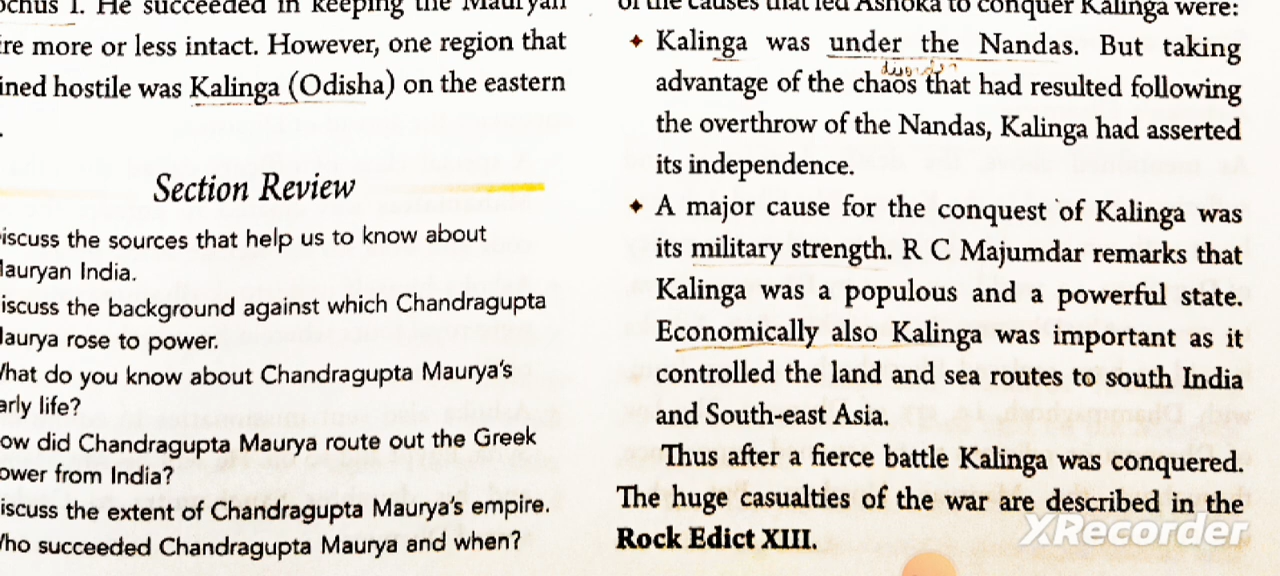 ochus I. He succeeded in keeping the Mauryan
re more or less intact. However, one region that
ined hostile was Kalinga (Odisha) on the eastern
.
Section Review
iscuss the sources that help us to know about
auryan India.
iscuss the background against which Chandragupta
aurya rose to power.
hat do you know about Chandragupta Maurya's
arly life?
ow did Chandragupta Maurya route out the Greek
ower from India?
iscuss the extent of Chandragupta Maurya's empire.
ho succeeded Chandragupta Maurya and when?
of the causes that led Ashoka to conquer Kalinga were:
✦ Kalinga was under the Nandas. But taking
advantage of the chaos that had resulted following
the overthrow of the Nandas, Kalinga had asserted
its independence.
✦ A major cause for the conquest of Kalinga was
its military strength. R C Majumdar remarks that
Kalinga was a populous and a powerful state.
Economically also Kalinga was important as it
controlled the land and sea routes to south India
and South-east Asia.
Thus after a fierce battle Kalinga was conquered.
The huge casualties of the war are described in the
Rock Edict XIII.
XRecorder